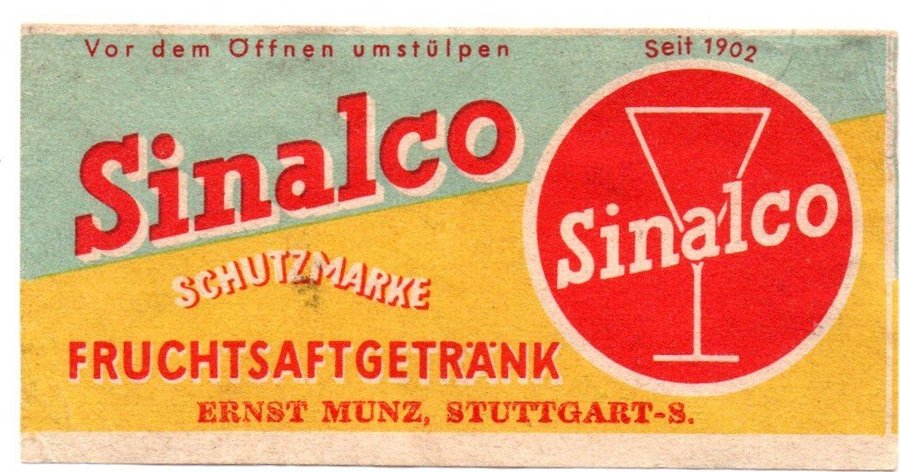 Vor dem Öffnen umstülpen
Seit 1902
Sinalco
Sinalco
SCHUTZMARKE
FRUCHTSAFTGETRÄNK
ERNST MUNZ, STUTTGART-S.